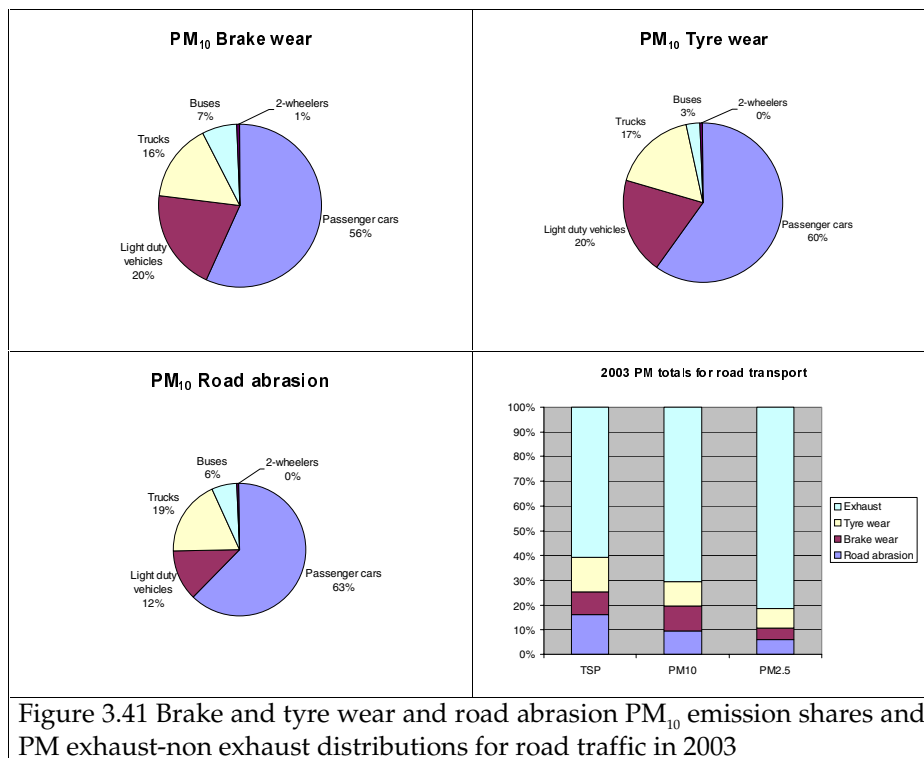 PM10 Brake wear
Buses
7%
2-wheelers
1%
Trucks
16%
Passenger cars
56%
Light duty
vehicles
20%
PM10 Tyre wear
Buses
3%
2-wheelers
0%
Trucks
17%
Passenger cars
60%
Light duty vehicles
20%
PM10 Road abrasion
Buses
6%
2-wheelers
0%
Trucks
19%
Passenger cars
63%
Light duty
vehicles
12%
2003 PM totals for road transport
100%
90%
80%
70%
60%
50%
40%
30%
20%
10%
0%
TSP
PM10
PM2.5
Exhaust
Tyre wear
Brake wear
Road abrasion
Figure 3.41 Brake and tyre wear and road abrasion PM10 emission shares and
PM exhaust-non exhaust distributions for road traffic in 2003